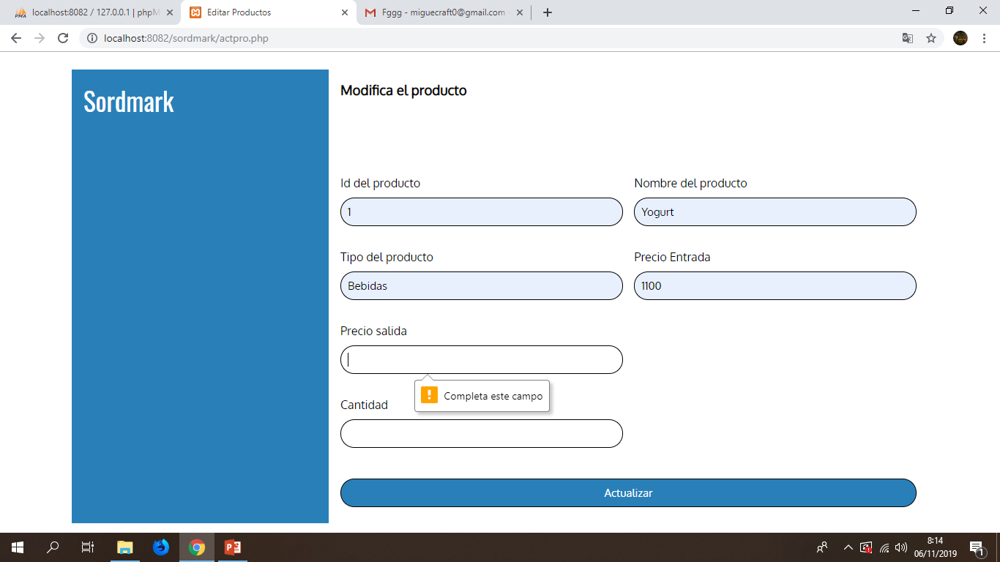 localhost:8082 / 127.0.0.1 | phpM
Editar Productos
Fggg - miguecraft0@gmail.com -
localhost:8082/sordmark/actpro.php
Sordmark
Modifica el producto
Id del producto
Nombre del producto
1
Yogurt
Tipo del producto
Precio Entrada
Bebidas
1100
Precio salida
Completa este campo
Cantidad
Actualizar
8:14
06/11/2019
1